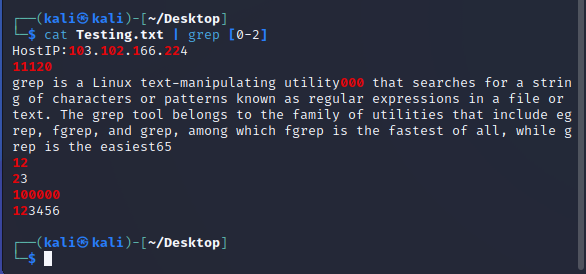 ┌──(kali㉿kali)-[~/Desktop]
└─$ cat Testing.txt | grep [0-2]
HostIP:103.102.166.224
11120
grep is a Linux text-manipulating utility000 that searches for a strin
g of characters or patterns known as regular expressions in a file or
text. The grep tool belongs to the family of utilities that include eg
rep, fgrep, and grep, among which fgrep is the fastest of all, while g
rep is the easiest65
12
23
100000
123456
┌──(kali㉿kali)-[~/Desktop]
└─$